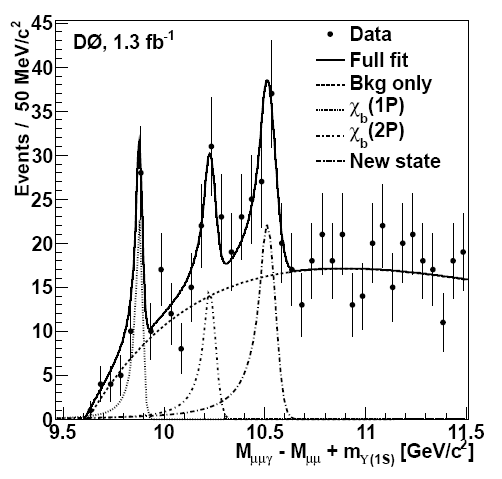 45
40
35
30
25
20
15
10
5
0
Events / 50 MeV/c²
DØ, 1.3 fb⁻¹
Data
Full fit
Bkg only
χb(1P)
χb(2P)
New state
9.5 10 10.5 11 11.5
Mμμγ - Mμμ + mΥ(1S) [GeV/c²]